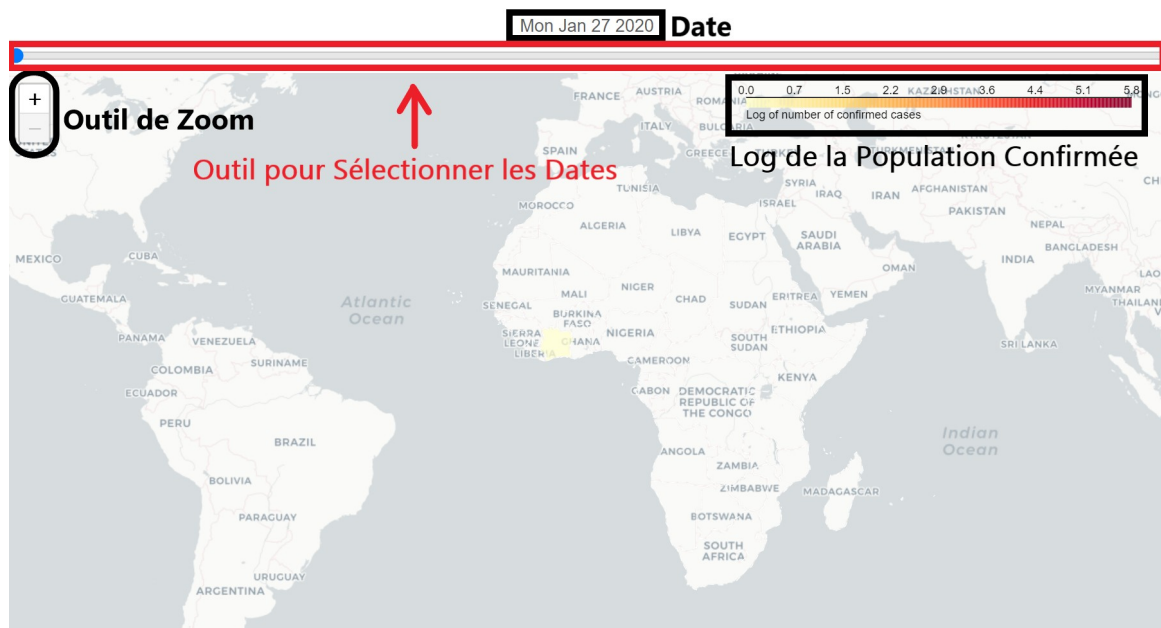 Mon Jan 27 2020 Date
+
Outil de Zoom
−
Outil pour Sélectionner les Dates
0.0 0.7 1.5 2.2 2.9 3.6 4.4 5.1 5.8
Log of number of confirmed cases
Log de la Population Confirmée
FRANCE
AUSTRIA
ROMANIA
KAZAKHSTAN
ITALY
BULGARIA
SPAIN
GREECE
TURKEY
TURKMENISTAN
TUNISIA
SYRIA
IRAQ
IRAN
AFGHANISTAN
MOROCCO
ISRAEL
PAKISTAN
ALGERIA
LIBYA
EGYPT
SAUDI
ARABIA
NEPAL
BANGLADESH
MEXICO
CUBA
INDIA
OMAN
MAURITANIA
LAO
GUATEMALA
Atlantic
Ocean
SENEGAL
MALI
NIGER
CHAD
SUDAN
ERITREA
YEMEN
MYANMAR
THAILAN
BURKINA
FASO
PANAMA
VENEZUELA
SIERRA
LEONE
GHANA
NIGERIA
SOUTH
SUDAN
ETHIOPIA
SRI LANKA
LIBERIA
CAMEROON
COLOMBIA
SURINAME
KENYA
ECUADOR
GABON
DEMOCRATIC
REPUBLIC OF
THE CONGO
PERU
BRAZIL
Indian
Ocean
ANGOLA
ZAMBIA
BOLIVIA
ZIMBABWE
MADAGASCAR
PARAGUAY
BOTSWANA
SOUTH
AFRICA
URUGUAY
ARGENTINA